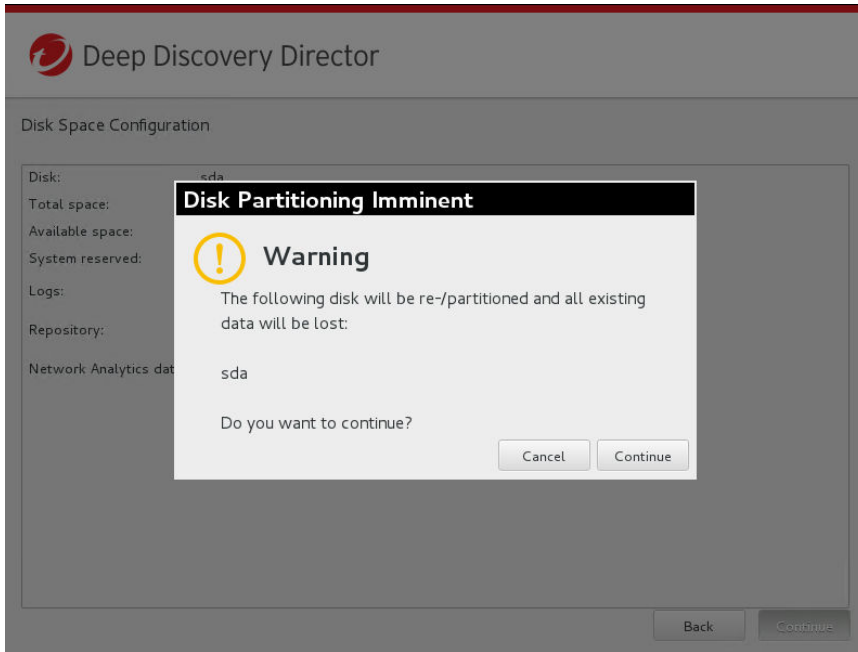 Deep Discovery Director
Disk Space Configuration
Disk: sda
Total space:
Available space:
System reserved:
Logs:
Repository:
Network Analytics dat
Disk Partitioning Imminent
Warning
The following disk will be re-/partitioned and all existing
data will be lost:
sda
Do you want to continue?
Cancel Continue
Back Continue